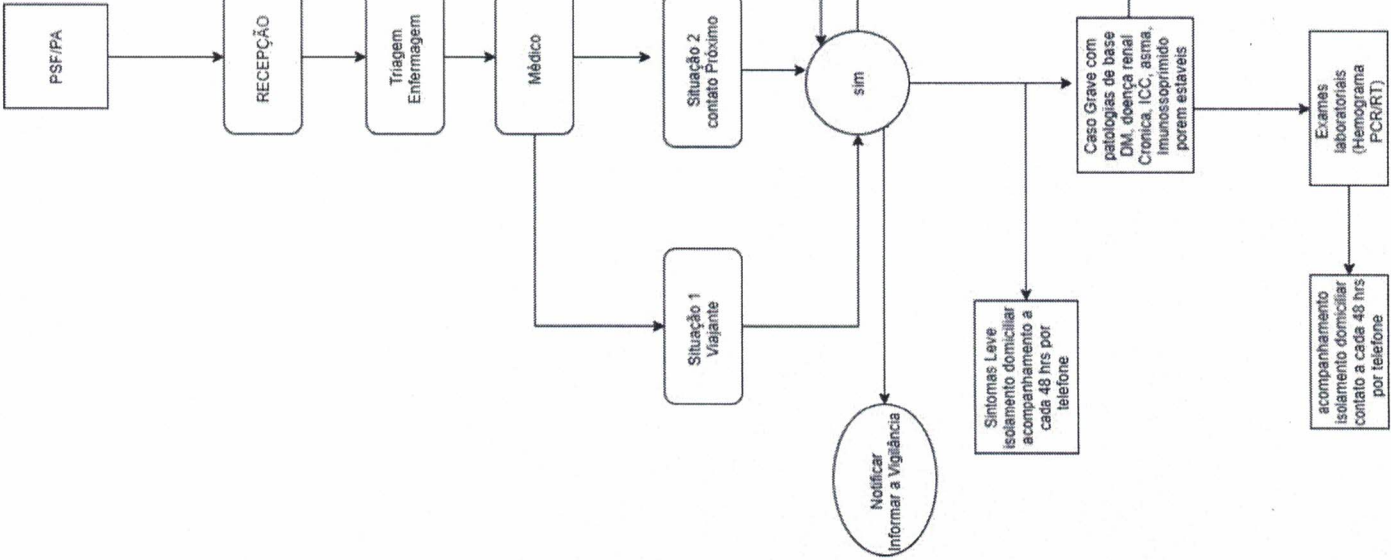 PSF/PA
RECEPÇÃO
Triagem
Enfermagem
Médico
Situação 2
contato Próximo
Situação 1
Viajante
sim
Notificar
Informar a Vigilância
Sintomas Leve
isolamento domiciliar
acompanhamento a
cada 48 hrs por
telefone
Caso Grave com
patologias de base
DM, doença renal
Cronica, ICC, asma,
Imunossoprimido
porem estaveis
Exames
laboratoriais
(Hemograma
PCR/RT)
acompanhamento
isolamento domiciliar
contato a cada 48 hrs
por telefone